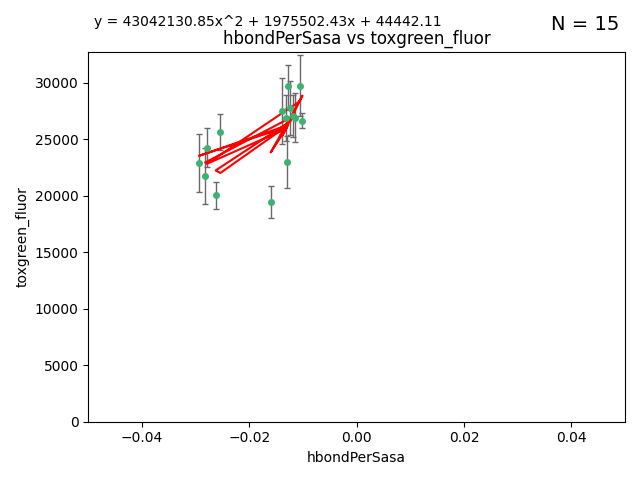 y = 43042130.85x^2 + 1975502.43x + 44442.11
N = 15
hbondPerSasa vs toxgreen_fluor
30000
25000
20000
15000
10000
5000
0
toxgreen_fluor
−0.04
−0.02
0.00
0.02
0.04
hbondPerSasa